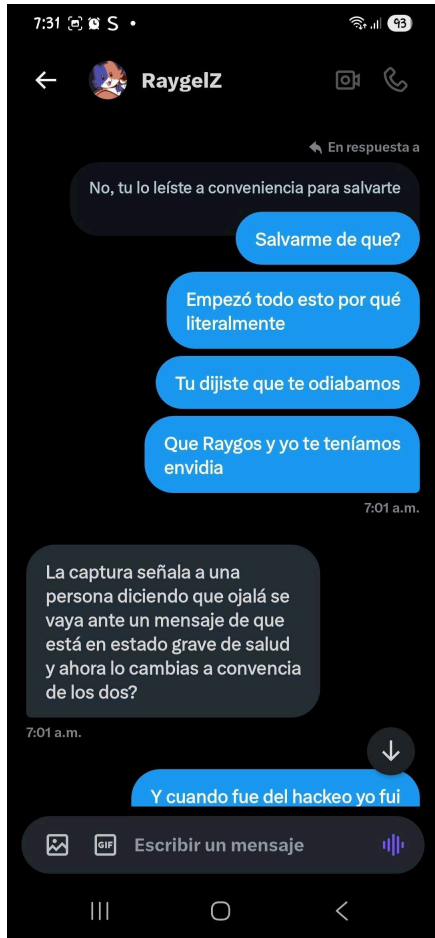 7:31 S
93
RaygelZ
En respuesta a
No, tu lo leíste a conveniencia para salvarte
Salvarme de que?
Empezó todo esto por qué
literalmente
Tu dijiste que te odiabamos
Que Raygos y yo te teníamos
envidia
7:01 a.m.
La captura señala a una
persona diciendo que ojalá se
vaya ante un mensaje de que
está en estado grave de salud
y ahora lo cambias a convencia
de los dos?
7:01 a.m.
Y cuando fue del hackeo yo fui
GIF
Escribir un mensaje